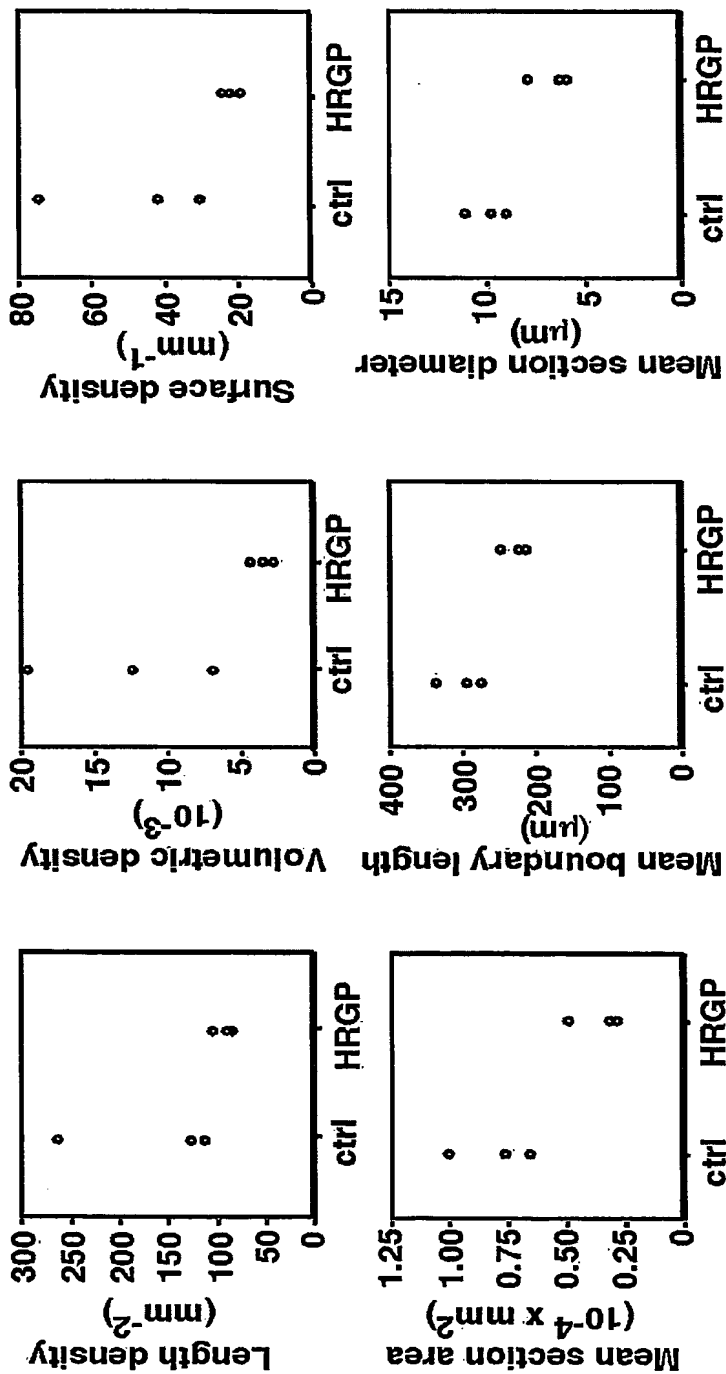 Length density
(mm-2)
300
250
200
150
100
50
0
ctrl HRGP
Volumetric density
(10-3)
20
15
10
5
0
ctrl HRGP
Surface density
(mm-1)
80
60
40
20
0
ctrl HRGP
Mean section area
(10-4 x mm2)
1.25
1.00
0.75
0.50
0.25
0
ctrl HRGP
Mean boundary length
(μm)
400
300
200
100
0
ctrl HRGP
Mean section diameter
(μm)
15
10
5
0
ctrl HRGP